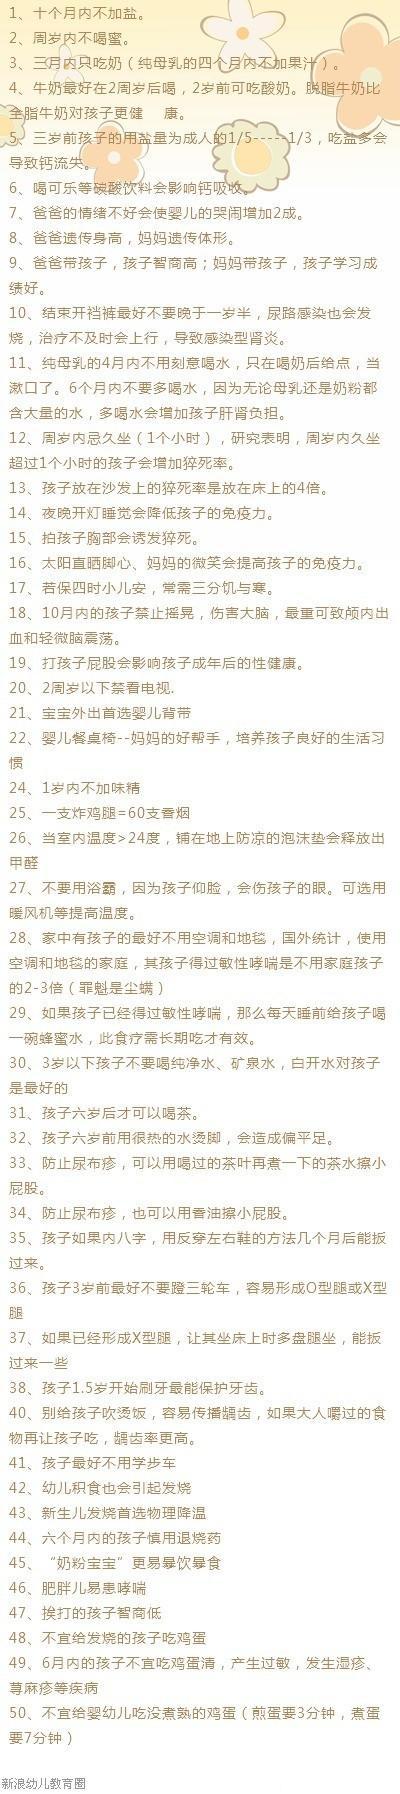 1、十个月内不加盐。
2、周岁内不喝蜜。
3、三月内只吃奶（纯母乳的四个月内不加果汁）。
4、牛奶最好在2周岁后喝，2岁前可吃酸奶。脱脂牛奶比
全脂牛奶对孩子更健 康。
5、三岁前孩子的用盐量为成人的1/5-----1/3，吃盐多会
导致钙流失。
6、喝可乐等碳酸饮料会影响钙吸收。
7、爸爸的情绪不好会使婴儿的哭闹增加2成。
8、爸爸遗传身高，妈妈遗传体形。
9、爸爸带孩子，孩子智商高；妈妈带孩子，孩子学习成
绩好。
10、结束开裆裤最好不要晚于一岁半，尿路感染也会发
烧，治疗不及时会上行，导致感染型肾炎。
11、纯母乳的4月内不用刻意喝水，只在喝奶后给点，当
漱口了。6个月内不要多喝水，因为无论母乳还是奶粉都
含大量的水，多喝水会增加孩子肝肾负担。
12、周岁内忌久坐（1个小时），研究表明，周岁内久坐
超过1个小时的孩子会增加猝死率。
13、孩子放在沙发上的猝死率是放在床上的4倍。
14、夜晚开灯睡觉会降低孩子的免疫力。
15、拍孩子胸部会诱发猝死。
16、太阳直晒脚心、妈妈的微笑会提高孩子的免疫力。
17、若保四时小儿安，常需三分饥与寒。
18、10月内的孩子禁止摇晃，伤害大脑，最重可致颅内出
血和轻微脑震荡。
19、打孩子屁股会影响孩子成年后的性健康。
20、2周岁以下禁看电视.
21、宝宝外出首选婴儿背带
22、婴儿餐桌椅--妈妈的好帮手，培养孩子良好的生活习
惯
24、1岁内不加味精
25、一支炸鸡腿=60支香烟
26、当室内温度>24度，铺在地上防凉的泡沫垫会释放出
甲醛
27、不要用浴霸，因为孩子仰脸，会伤孩子的眼。可选用
暖风机等提高温度。
28、家中有孩子的最好不用空调和地毯，国外统计，使用
空调和地毯的家庭，其孩子得过敏性哮喘是不用家庭孩子
的2-3倍（罪魁是尘螨）
29、如果孩子已经得过敏性哮喘，那么每天睡前给孩子喝
一碗蜂蜜水，此食疗需长期吃才有效。
30、3岁以下孩子不要喝纯净水、矿泉水，白开水对孩子
是最好的
31、孩子六岁后才可以喝茶。
32、孩子六岁前用很热的水烫脚，会造成偏平足。
33、防止尿布疹，可以用喝过的茶叶再煮一下的茶水擦小
屁股。
34、防止尿布疹，也可以用香油擦小屁股。
35、孩子如果内八字，用反穿左右鞋的方法几个月后能扳
过来。
36、孩子3岁前最好不要蹬三轮车，容易形成O型腿或X型
腿
37、如果已经形成X型腿，让其坐床上时多盘腿坐，能扳
过来一些
38、孩子1.5岁开始刷牙最能保护牙齿。
40、别给孩子吹烫饭，容易传播龋齿，如果大人嚼过的食
物再让孩子吃，龋齿率更高。
41、孩子最好不用学步车
42、幼儿积食也会引起发烧
43、新生儿发烧首选物理降温
44、六个月内的孩子慎用退烧药
45、“奶粉宝宝”更易暴饮暴食
46、肥胖儿易患哮喘
47、挨打的孩子智商低
48、不宜给发烧的孩子吃鸡蛋
49、6月内的孩子不宜吃鸡蛋清，产生过敏，发生湿疹、
荨麻疹等疾病
50、不宜给婴幼儿吃没煮熟的鸡蛋（煎蛋要3分钟，煮蛋
要7分钟）
新浪幼儿教育圈